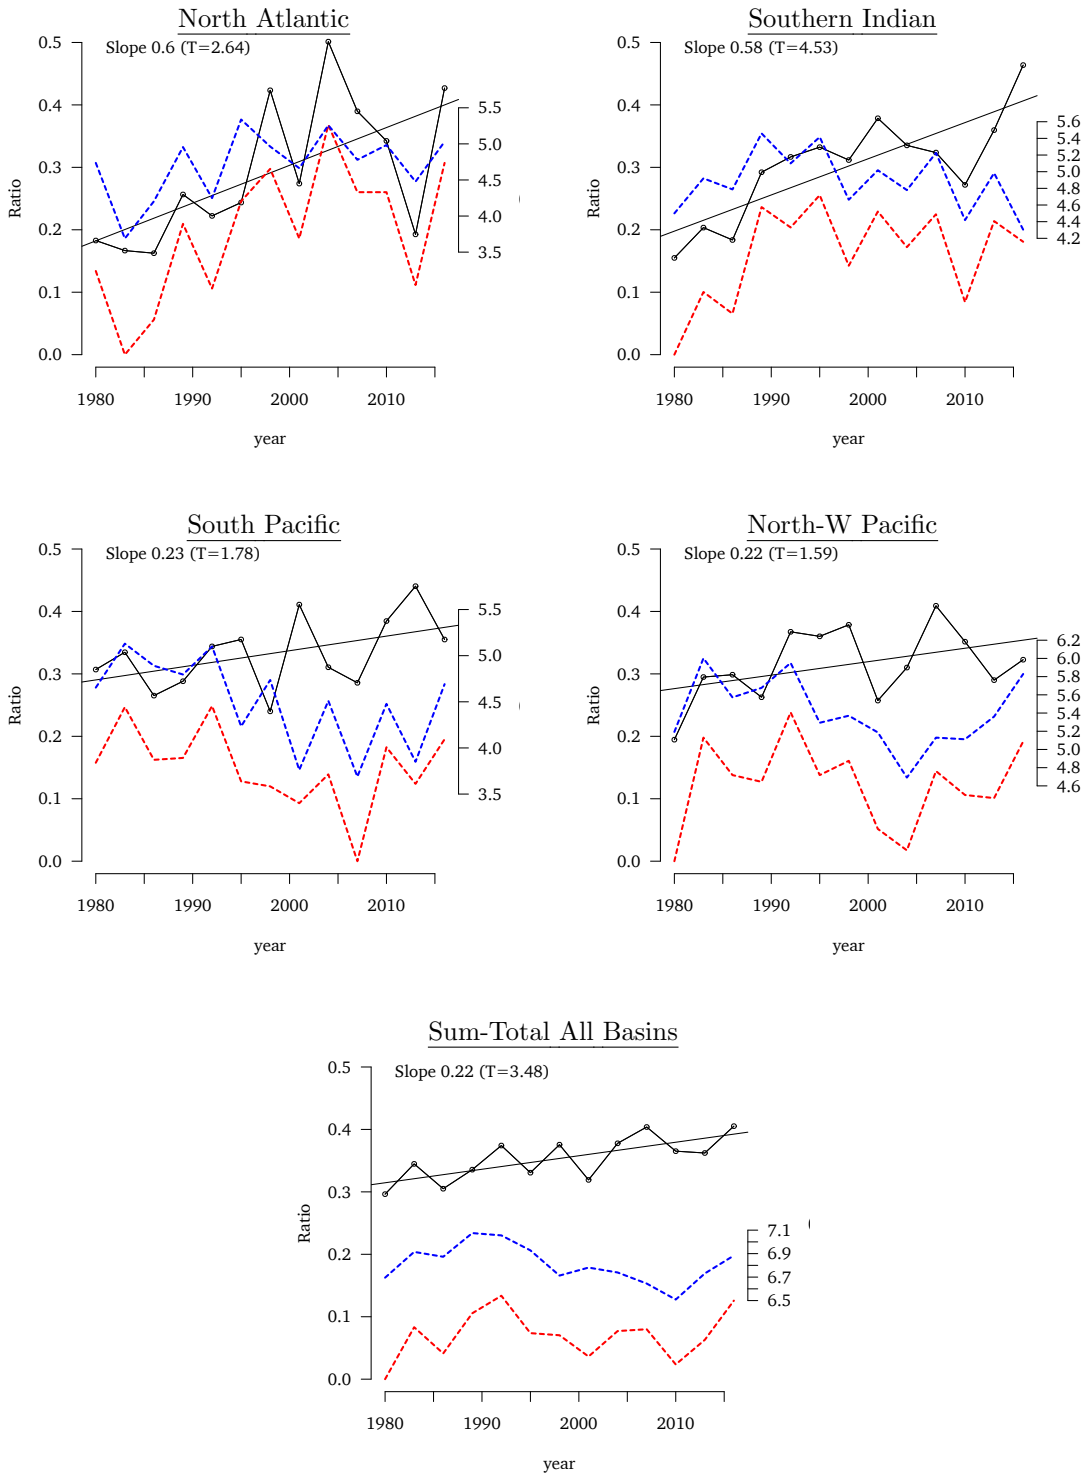 North Atlantic
Slope 0.6 (T=2.64)
0.5
0.4
0.3
0.2
0.1
0.0
Ratio
5.5
5.0
4.5
4.0
3.5
1980 1990 2000 2010
year
Southern Indian
Slope 0.58 (T=4.53)
0.5
0.4
0.3
0.2
0.1
0.0
Ratio
5.6
5.4
5.2
5.0
4.8
4.6
4.4
4.2
1980 1990 2000 2010
year
South Pacific
Slope 0.23 (T=1.78)
0.5
0.4
0.3
0.2
0.1
0.0
Ratio
5.5
5.0
4.5
4.0
3.5
1980 1990 2000 2010
year
North-W Pacific
Slope 0.22 (T=1.59)
0.5
0.4
0.3
0.2
0.1
0.0
Ratio
6.2
6.0
5.8
5.6
5.4
5.2
5.0
4.8
4.6
1980 1990 2000 2010
year
Sum-Total All Basins
Slope 0.22 (T=3.48)
0.5
0.4
0.3
0.2
0.1
0.0
Ratio
7.1
6.9
6.7
6.5
1980 1990 2000 2010
year